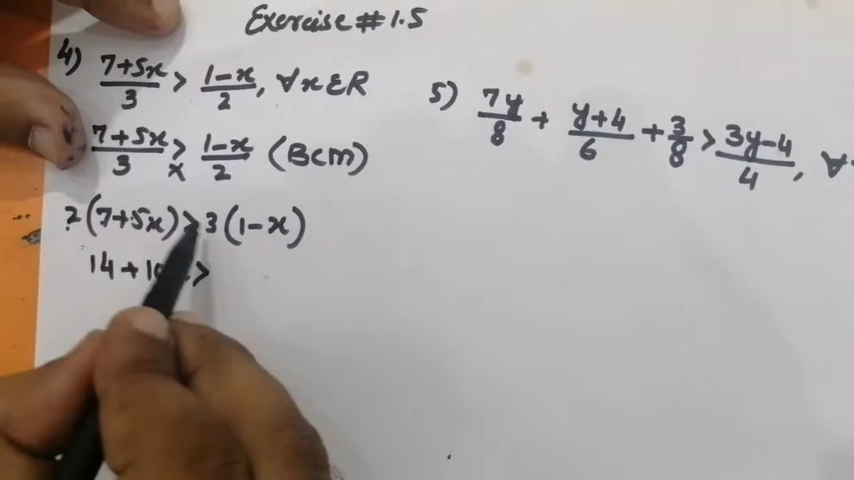 Exercise # 1.5
4) (7+5x)/3 > (1-x)/2, ∀ x ε R
(7+5x)/3 > × (1-x)/2 (BCM)
2(7+5x) > 3(1-x)
14 + >
5) 7y/8 + (y+4)/6 + 3/8 > (3y-4)/4, ∀